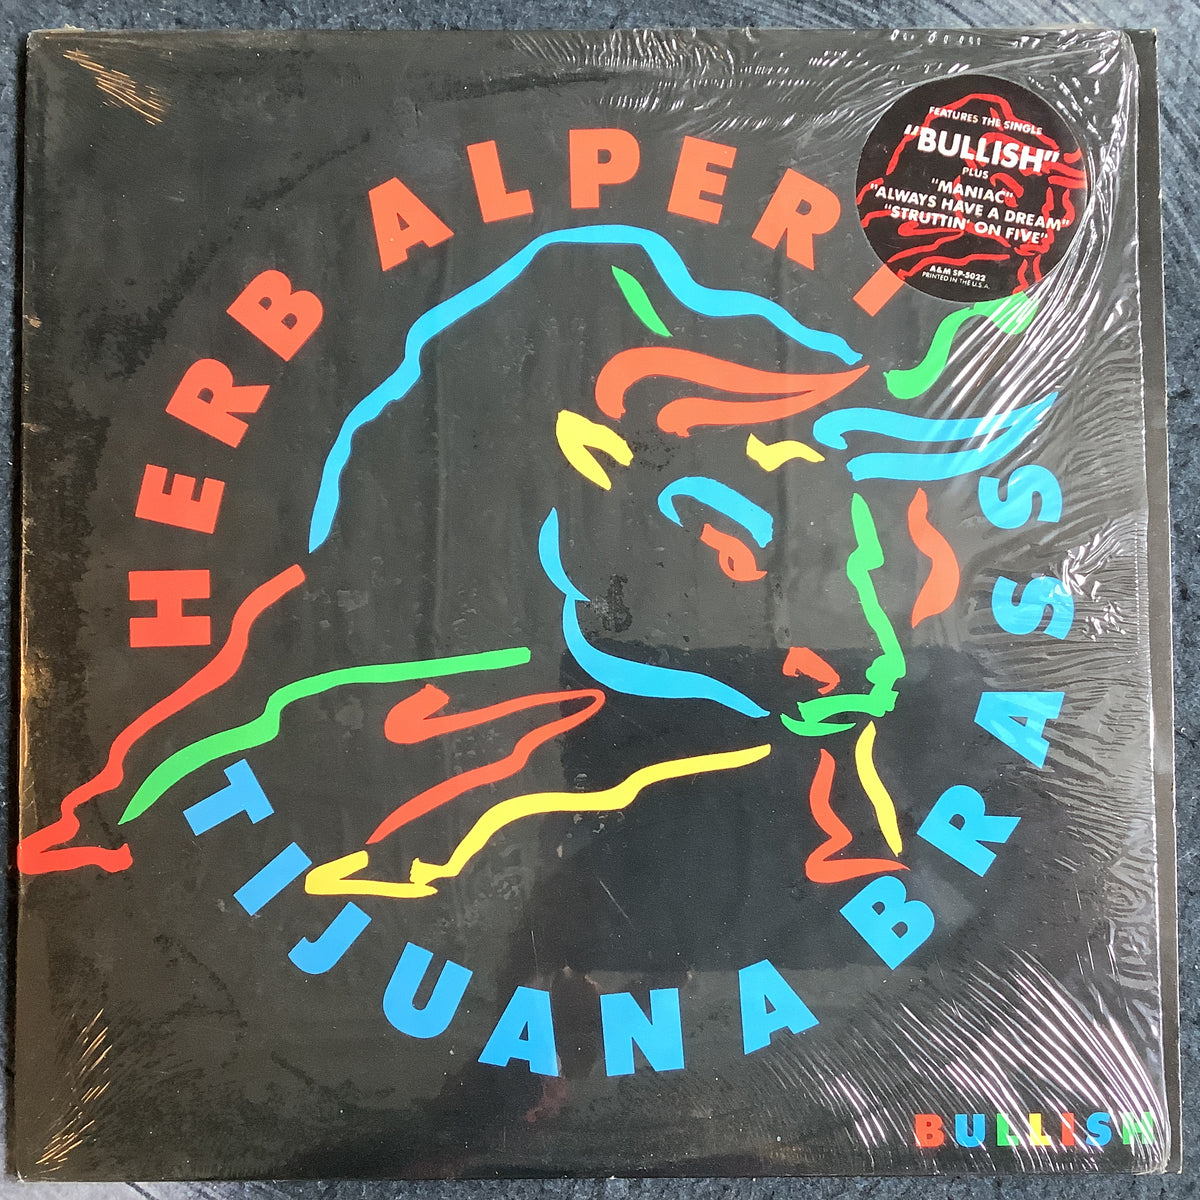 HERB ALPERT
TIJUANA BRASS
FEATURES THE SINGLE
"BULLISH"
PLUS
"MANIAC"
"ALWAYS HAVE A DREAM"
"STRUTTIN' ON FIVE"
A&M SP-5022
PRINTED IN THE U.S.A.
BULLISH